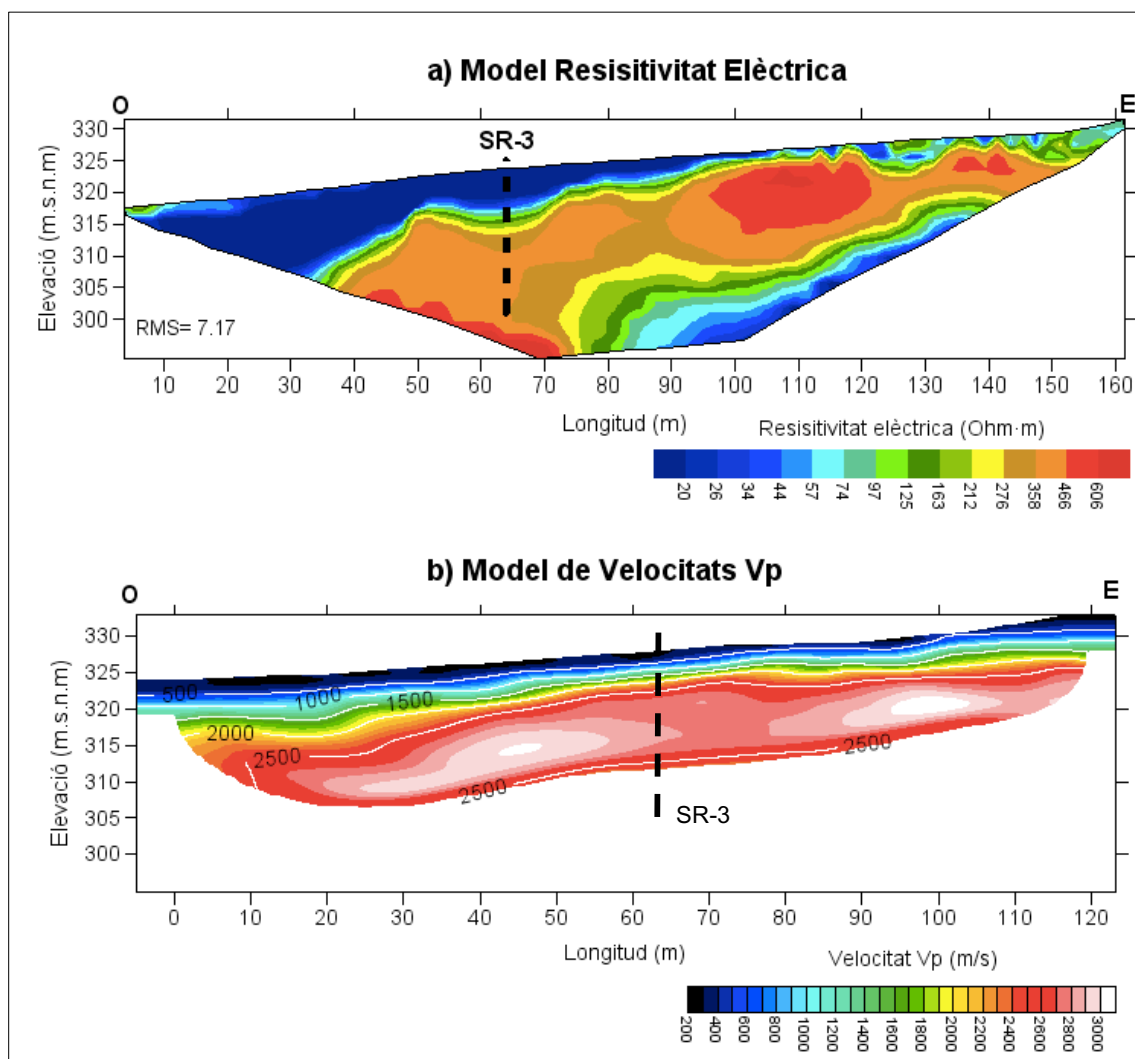 a) Model Resisitivitat Elèctrica
O
E
SR-3
Elevació (m.s.n.m)
330
325
320
315
310
305
300
RMS= 7.17
10 20 30 40 50 60 70 80 90 100 110 120 130 140 150 160
Longitud (m)
Resisitivitat elèctrica (Ohm·m)
20 26 34 44 57 74 97 125 163 212 276 358 466 606
b) Model de Velocitats Vp
O
E
Elevació (m.s.n.m)
330
325
320
315
310
305
300
500
1000
1500
2000
2500
2500
2500
SR-3
0 10 20 30 40 50 60 70 80 90 100 110 120
Longitud (m)
Velocitat Vp (m/s)
200 400 600 800 1000 1200 1400 1600 1800 2000 2200 2400 2600 2800 3000